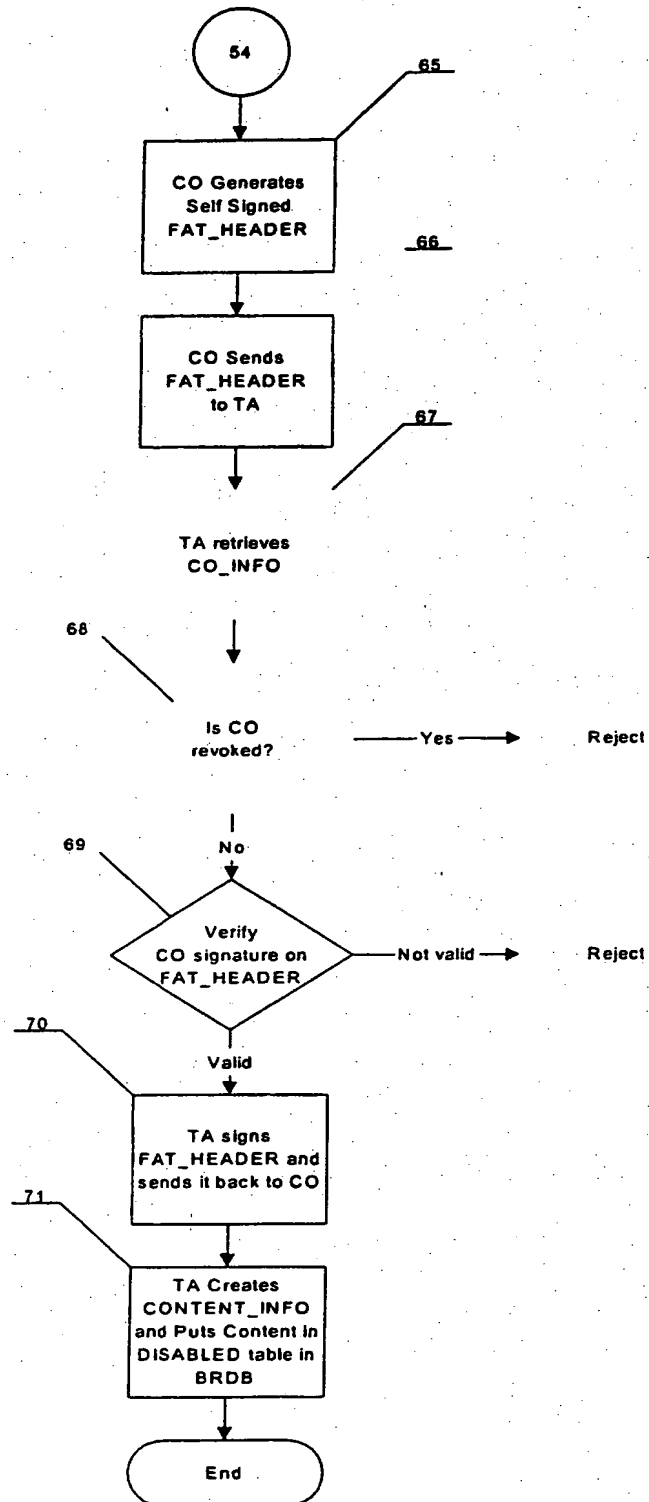 54
65
CO Generates
Self Signed
FAT_HEADER
66
CO Sends
FAT_HEADER
to TA
67
TA retrieves
CO_INFO
68
Is CO
revoked?
Yes
Reject
No
69
Verify
CO signature on
FAT_HEADER
Not valid
Reject
Valid
70
TA signs
FAT_HEADER and
sends it back to CO
71
TA Creates
CONTENT_INFO
and Puts Content in
DISABLED table in
BRDB
End